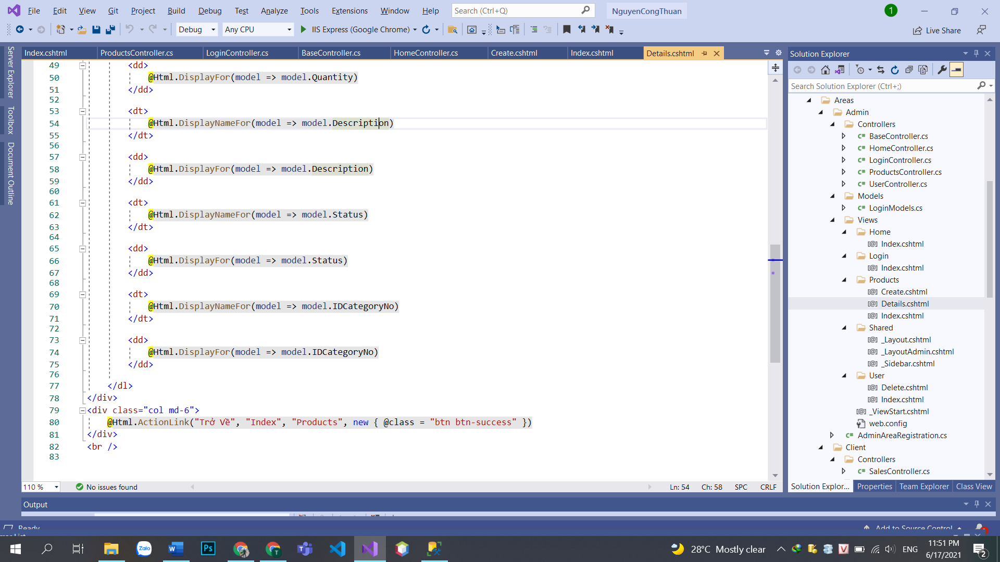 File Edit View Git Project Build Debug Test Analyze Tools Extensions Window Help Search (Ctrl+Q) NguyenCongThuan 1
Debug Any CPU IIS Express (Google Chrome) Live Share
Server Explorer
Toolbox
Document Outline
Index.cshtml ProductsController.cs LoginController.cs BaseController.cs HomeController.cs Create.cshtml Index.cshtml Details.cshtml
49 <dd>
50 @Html.DisplayFor(model => model.Quantity)
51 </dd>
52
53 <dt>
54 @Html.DisplayNameFor(model => model.Description)
55 </dt>
56
57 <dd>
58 @Html.DisplayFor(model => model.Description)
59 </dd>
60
61 <dt>
62 @Html.DisplayNameFor(model => model.Status)
63 </dt>
64
65 <dd>
66 @Html.DisplayFor(model => model.Status)
67 </dd>
68
69 <dt>
70 @Html.DisplayNameFor(model => model.IDCategoryNo)
71 </dt>
72
73 <dd>
74 @Html.DisplayFor(model => model.IDCategoryNo)
75 </dd>
76
77 </dl>
78 </div>
79 <div class="col md-6">
80 @Html.ActionLink("Trở Về", "Index", "Products", new { @class = "btn btn-success" })
81 </div>
82 <br />
83
110 % No issues found Ln: 54 Ch: 58 SPC CRLF
Solution Explorer
Search Solution Explorer (Ctrl+;)
Areas
Admin
Controllers
C# BaseController.cs
C# HomeController.cs
C# LoginController.cs
C# ProductsController.cs
C# UserController.cs
Models
C# LoginModels.cs
Views
Home
[@] Index.cshtml
Login
[@] Index.cshtml
Products
[@] Create.cshtml
[@] Details.cshtml
[@] Index.cshtml
Shared
[@] _Layout.cshtml
[@] _LayoutAdmin.cshtml
[@] _Sidebar.cshtml
User
[@] Delete.cshtml
[@] Index.cshtml
[@] _ViewStart.cshtml
web.config
C# AdminAreaRegistration.cs
Client
Controllers
C# SalesController.cs
Solution Explor... Properties Team Explorer Class View
Output
Ready Add to Source Control
Zalo W Ps T V 28°C Mostly clear ENG 11:51 PM
6/17/2021 2